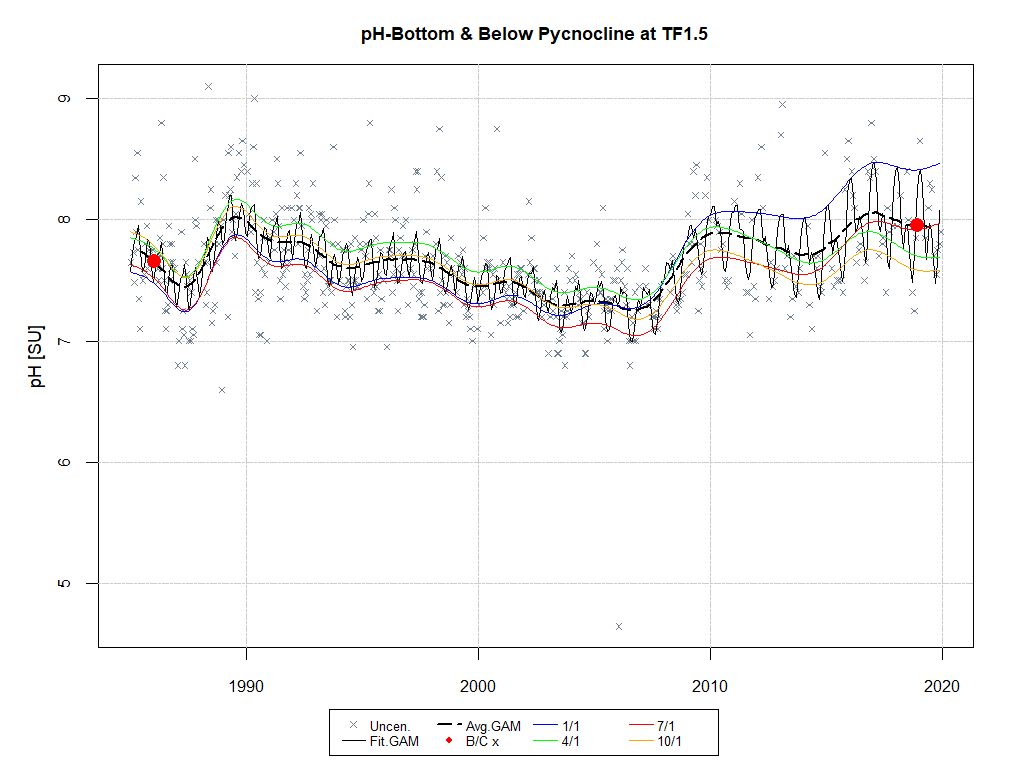 pH-Bottom & Below Pycnocline at TF1.5
pH [SU]
9
8
7
6
5
1990 2000 2010 2020
Uncen. Avg.GAM 1/1 7/1
Fit.GAM B/C x 4/1 10/1